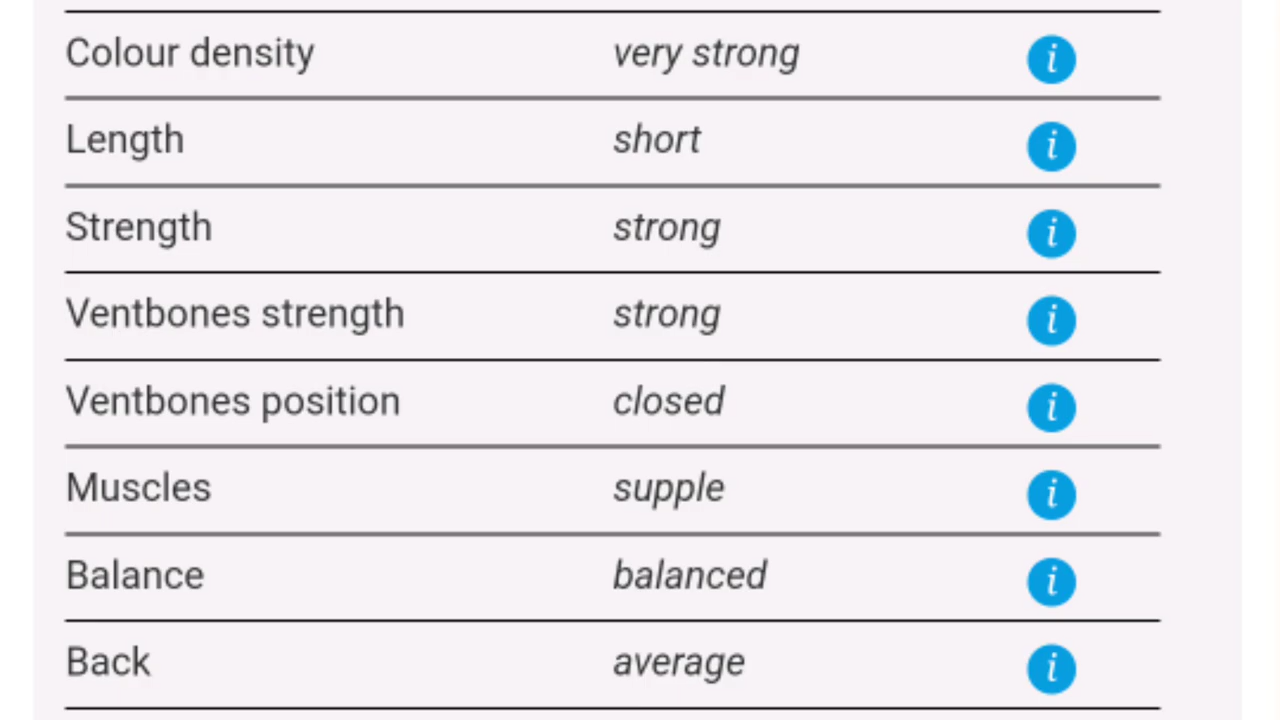 Colour density very strong i
Length short i
Strength strong i
Ventbones strength strong i
Ventbones position closed i
Muscles supple i
Balance balanced i
Back average i